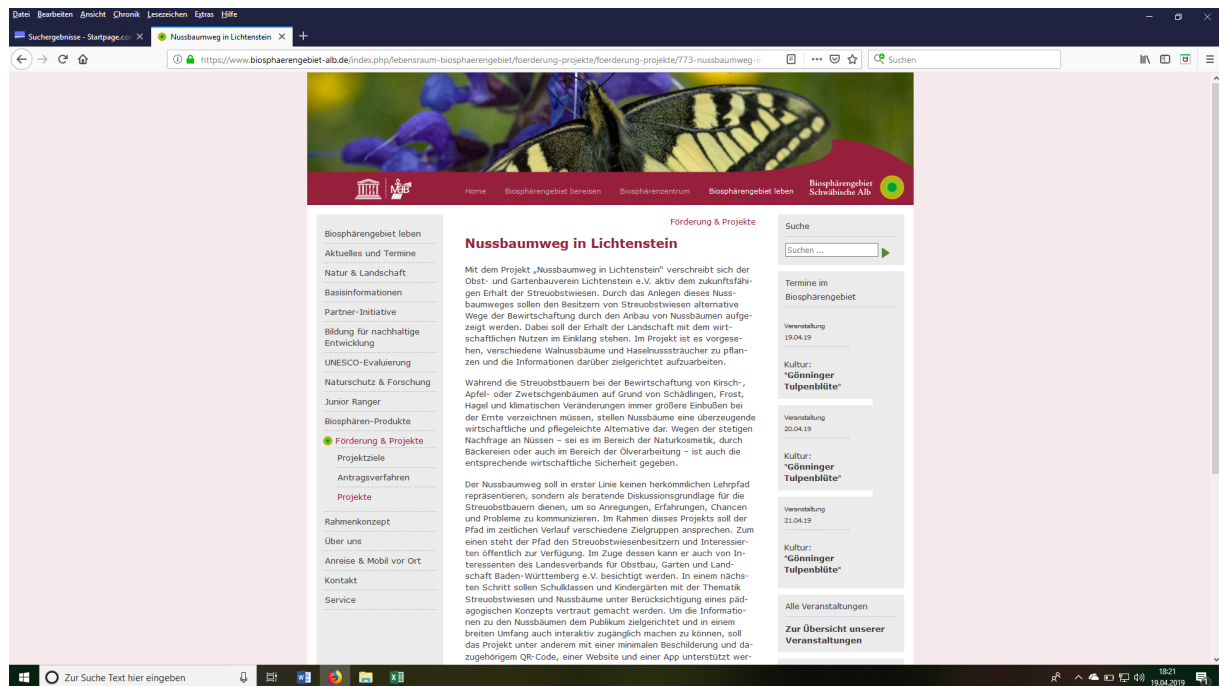 Datei Bearbeiten Ansicht Chronik Lesezeichen Extras Hilfe
Suchergebnisse - Startpage.co
Nussbaumweg in Lichtenstein
https://www.biosphaerengebiet-alb.de/index.php/lebensraum-biosphaerengebiet/foerderung-projekte/foerderung-projekte/773-nussbaumweg-in
Suchen
Home Biosphärengebiet bereisen Biosphärenzentrum Biosphärengebiet leben
Biosphärengebiet
Schwäbische Alb
Biosphärengebiet leben
Aktuelles und Termine
Natur & Landschaft
Basisinformationen
Partner-Initiative
Bildung für nachhaltige
Entwicklung
UNESCO-Evaluierung
Naturschutz & Forschung
Junior Ranger
Biosphären-Produkte
Förderung & Projekte
Projektziele
Antragsverfahren
Projekte
Rahmenkonzept
Über uns
Anreise & Mobil vor Ort
Kontakt
Service
Förderung & Projekte
Nussbaumweg in Lichtenstein
Mit dem Projekt „Nussbaumweg in Lichtenstein" verschreibt sich der
Obst- und Gartenbauverein Lichtenstein e.V. aktiv dem zukunftsfähi-
gen Erhalt der Streuobstwiesen. Durch das Anlegen dieses Nuss-
baumweges sollen den Besitzern von Streuobstwiesen alternative
Wege der Bewirtschaftung durch den Anbau von Nussbäumen aufge-
zeigt werden. Dabei soll der Erhalt der Landschaft mit dem wirt-
schaftlichen Nutzen im Einklang stehen. Im Projekt ist es vorgese-
hen, verschiedene Walnussbäume und Haselnusssträucher zu pflan-
zen und die Informationen darüber zielgerichtet aufzuarbeiten.
Während die Streuobstbauern bei der Bewirtschaftung von Kirsch-,
Apfel- oder Zwetschgenbäumen auf Grund von Schädlingen, Frost,
Hagel und klimatischen Veränderungen immer größere Einbußen bei
der Ernte verzeichnen müssen, stellen Nussbäume eine überzeugende
wirtschaftliche und pflegeleichte Alternative dar. Wegen der stetigen
Nachfrage an Nüssen – sei es im Bereich der Naturkosmetik, durch
Bäckereien oder auch im Bereich der Ölverarbeitung – ist auch die
entsprechende wirtschaftliche Sicherheit gegeben.
Der Nussbaumweg soll in erster Linie keinen herkömmlichen Lehrpfad
repräsentieren, sondern als beratende Diskussionsgrundlage für die
Streuobstbauern dienen, um so Anregungen, Erfahrungen, Chancen
und Probleme zu kommunizieren. Im Rahmen dieses Projekts soll der
Pfad im zeitlichen Verlauf verschiedene Zielgruppen ansprechen. Zum
einen steht der Pfad den Streuobstwiesenbesitzern und Interessier-
ten öffentlich zur Verfügung. Im Zuge dessen kann er auch von In-
teressenten des Landesverbands für Obstbau, Garten und Land-
schaft Baden-Württemberg e.V. besichtigt werden. In einem nächs-
ten Schritt sollen Schulklassen und Kindergärten mit der Thematik
Streuobstwiesen und Nussbäume unter Berücksichtigung eines päd-
agogischen Konzepts vertraut gemacht werden. Um die Informatio-
nen zu den Nussbäumen dem Publikum zielgerichtet und in einem
breiten Umfang auch interaktiv zugänglich machen zu können, soll
das Projekt unter anderem mit einer minimalen Beschilderung und da-
zugehörigem QR-Code, einer Website und einer App unterstützt wer-
Suche
Suchen ...
Termine im
Biosphärengebiet
Veranstaltung
19.04.19
Kultur:
"Gönninger
Tulpenblüte"
Veranstaltung
20.04.19
Kultur:
"Gönninger
Tulpenblüte"
Veranstaltung
21.04.19
Kultur:
"Gönninger
Tulpenblüte"
Alle Veranstaltungen
Zur Übersicht unserer
Veranstaltungen
Zur Suche Text hier eingeben
18:21
19.04.2019